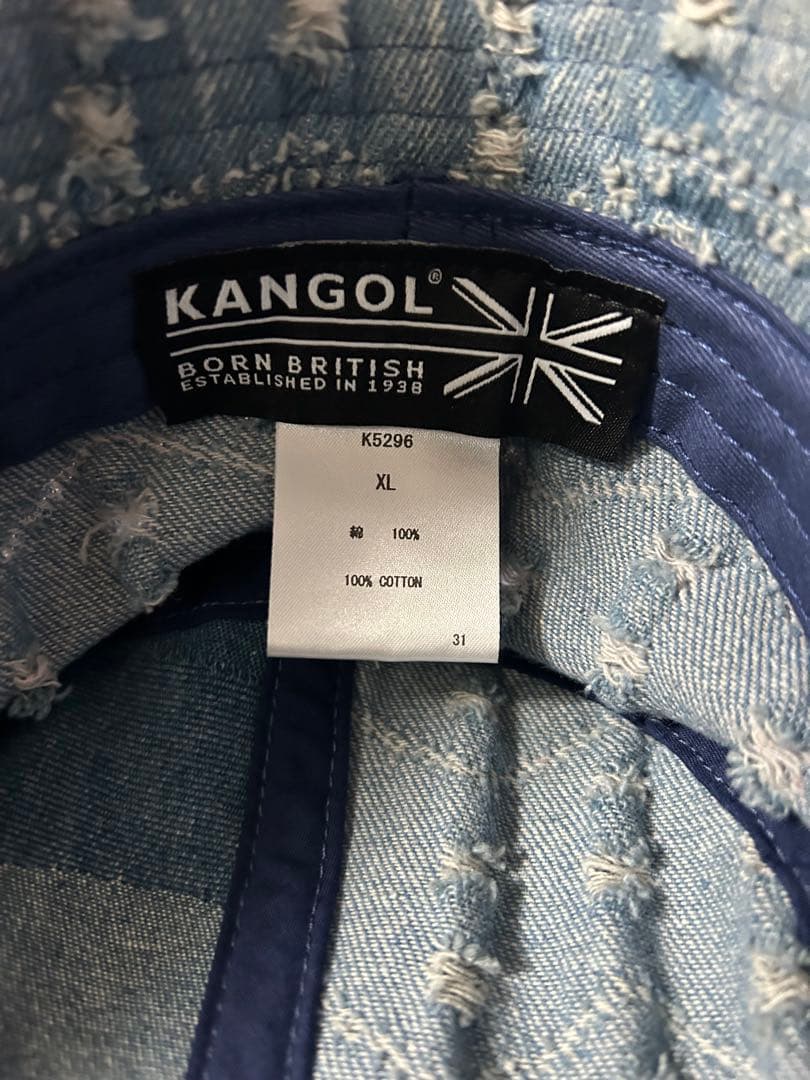 KANGOL®
BORN BRITISH
ESTABLISHED IN 1938
K5296
XL
綿 100%
100% COTTON
31